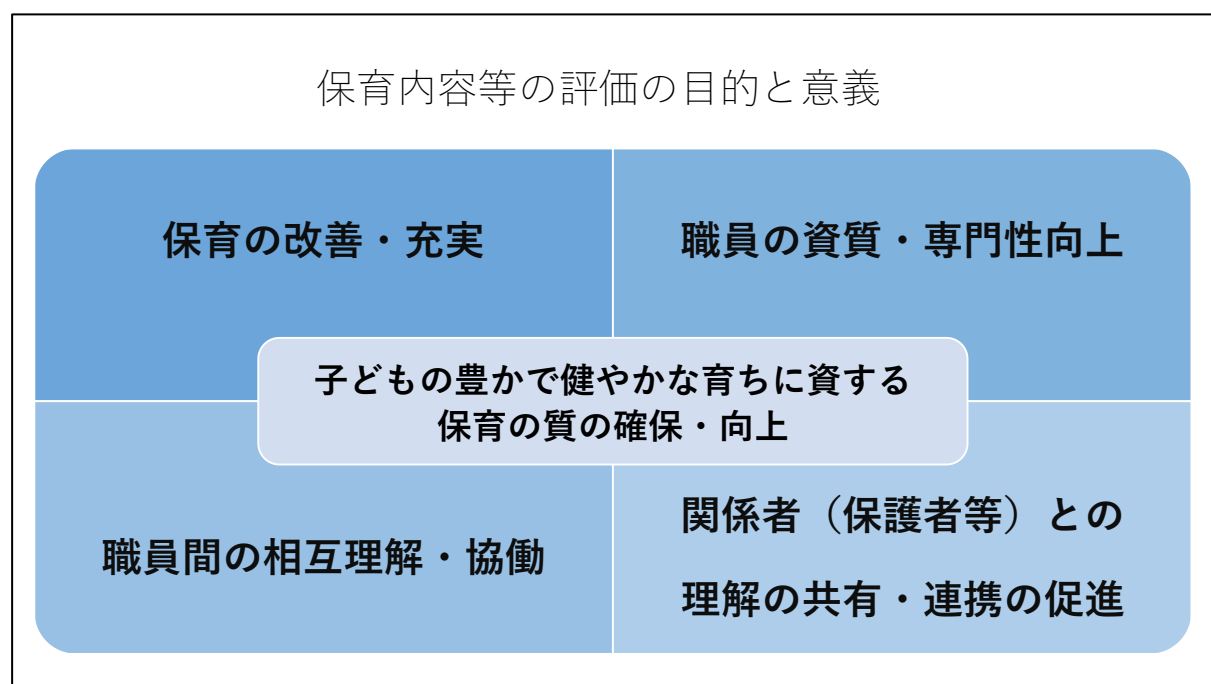 保育内容等の評価の目的と意義
保育の改善・充実
職員の資質・専門性向上
子どもの豊かで健やかな育ちに資する
保育の質の確保・向上
職員間の相互理解・協働
関係者（保護者等）との
理解の共有・連携の促進